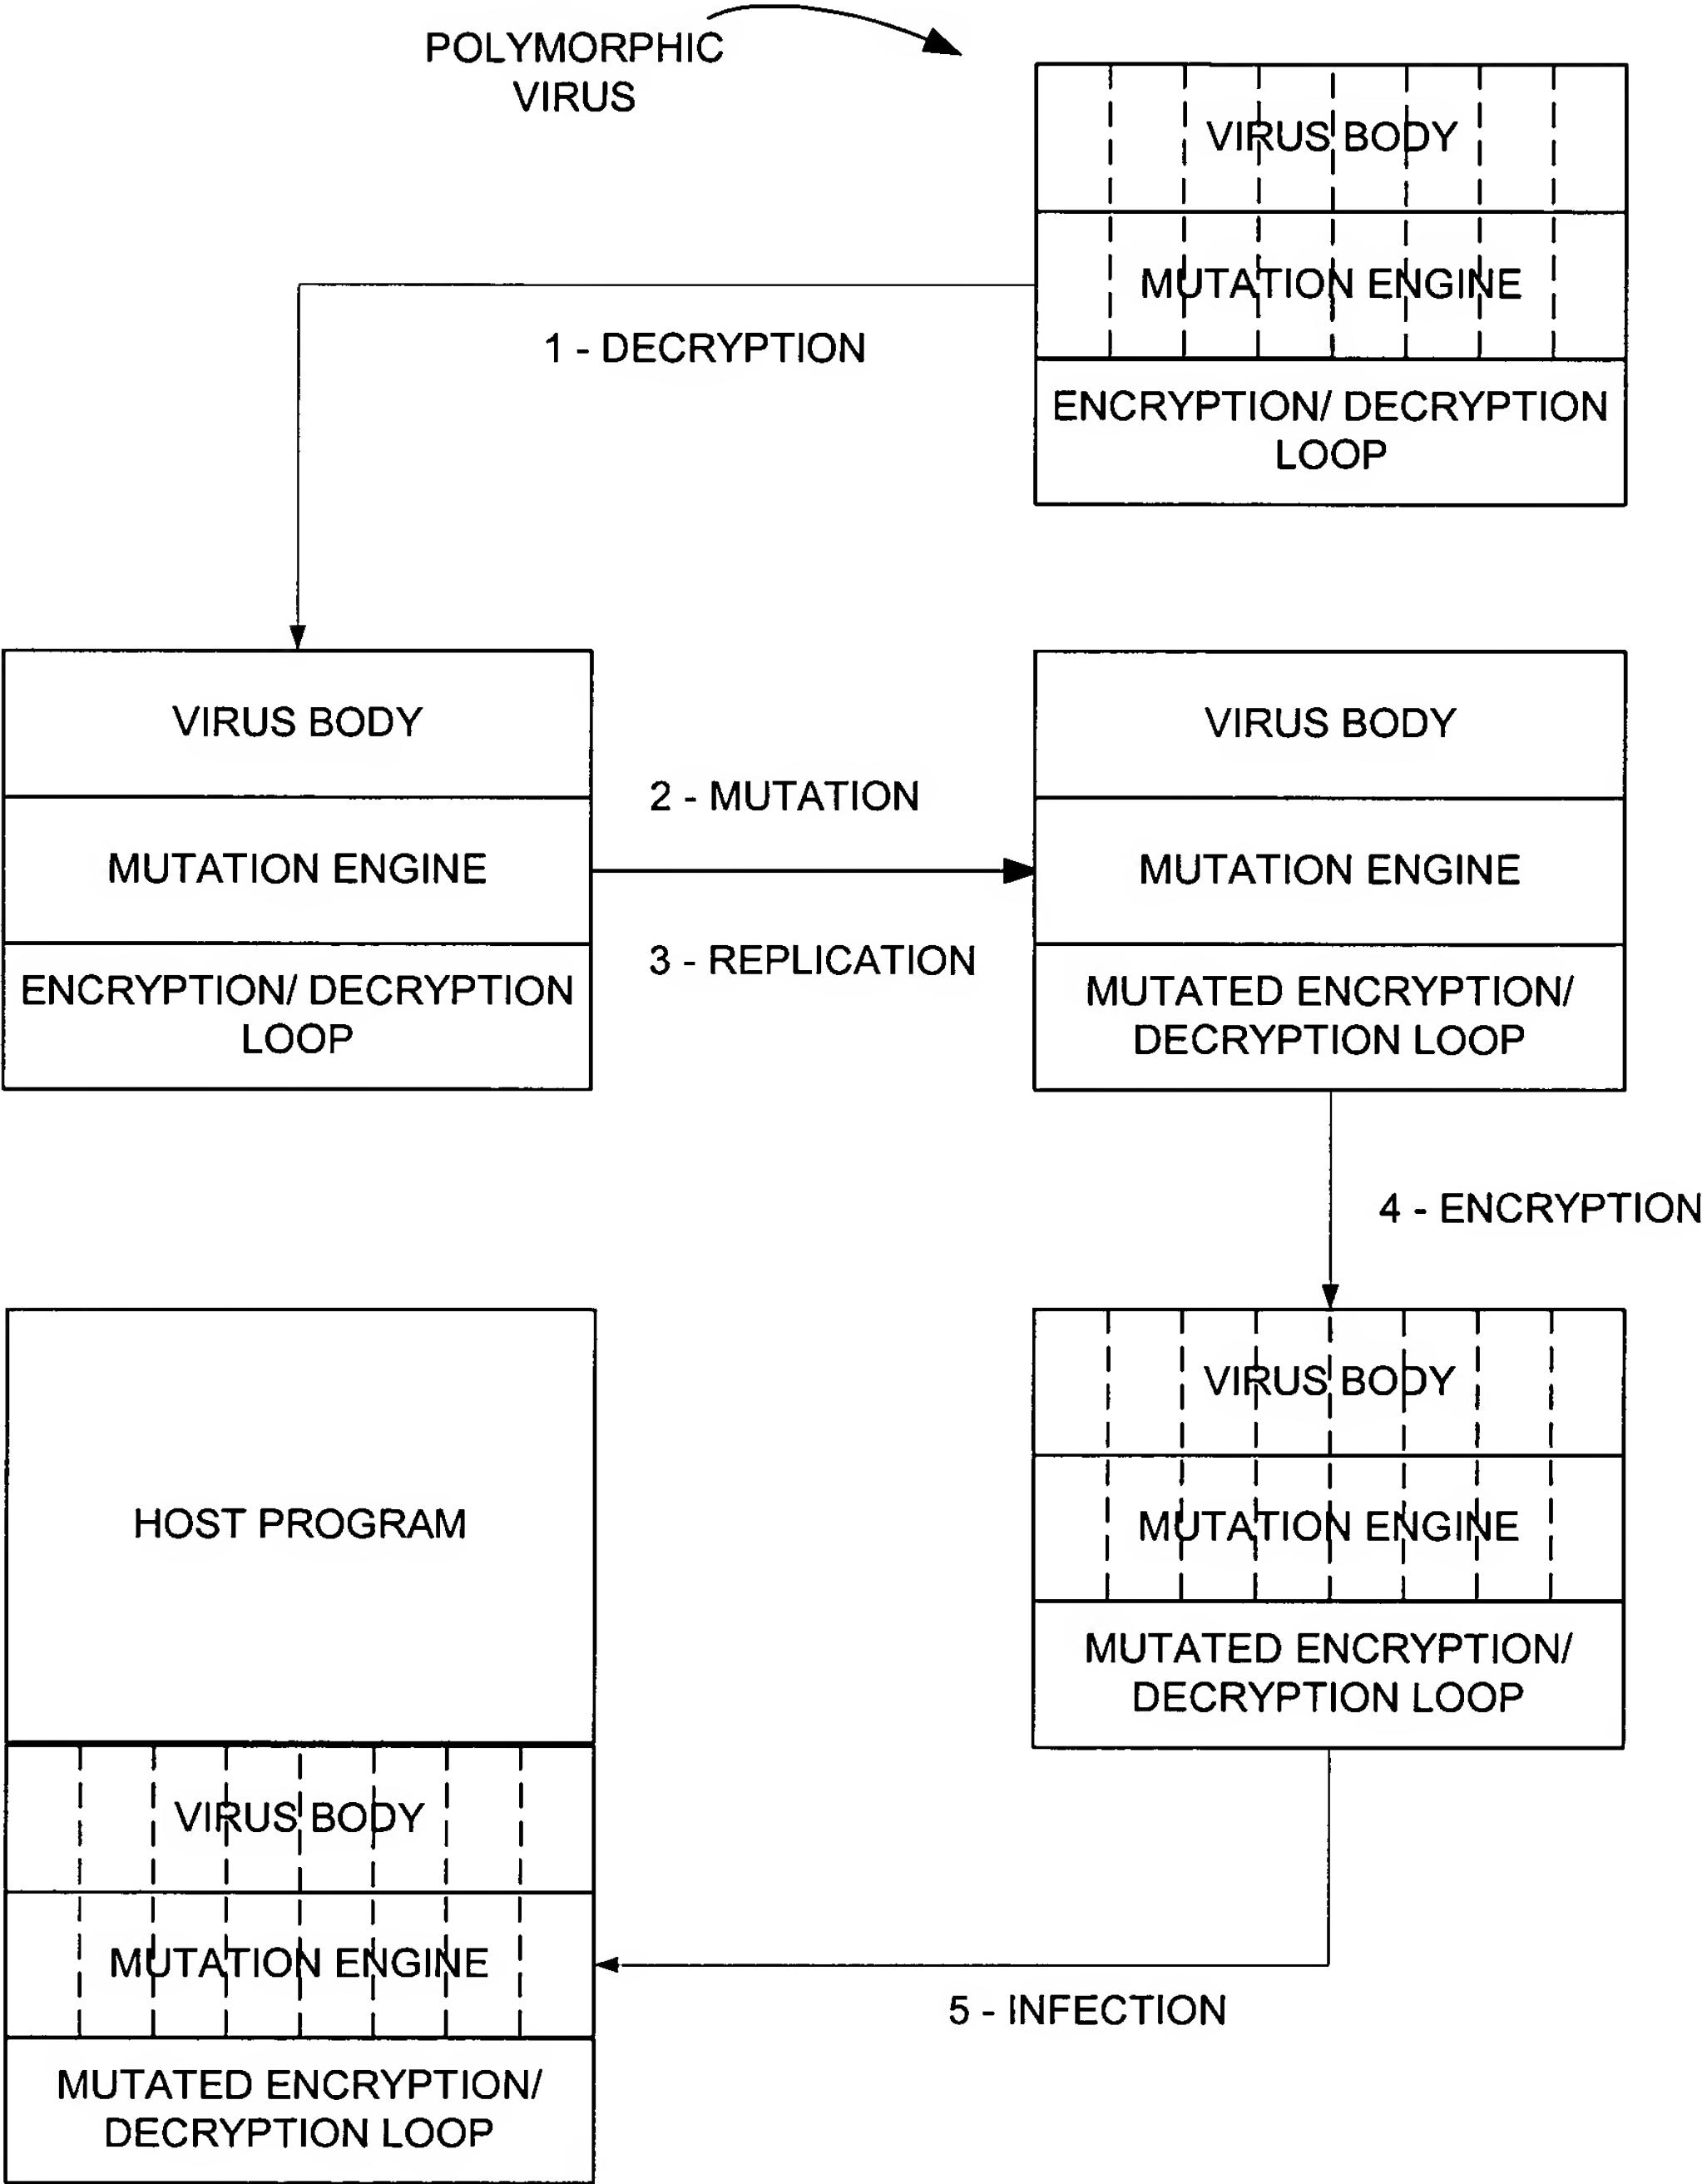 POLYMORPHIC
VIRUS
VIRUS BODY
MUTATION ENGINE
ENCRYPTION/ DECRYPTION
LOOP
1 - DECRYPTION
VIRUS BODY
MUTATION ENGINE
ENCRYPTION/ DECRYPTION
LOOP
2 - MUTATION
3 - REPLICATION
VIRUS BODY
MUTATION ENGINE
MUTATED ENCRYPTION/
DECRYPTION LOOP
4 - ENCRYPTION
VIRUS BODY
MUTATION ENGINE
MUTATED ENCRYPTION/
DECRYPTION LOOP
5 - INFECTION
HOST PROGRAM
VIRUS BODY
MUTATION ENGINE
MUTATED ENCRYPTION/
DECRYPTION LOOP